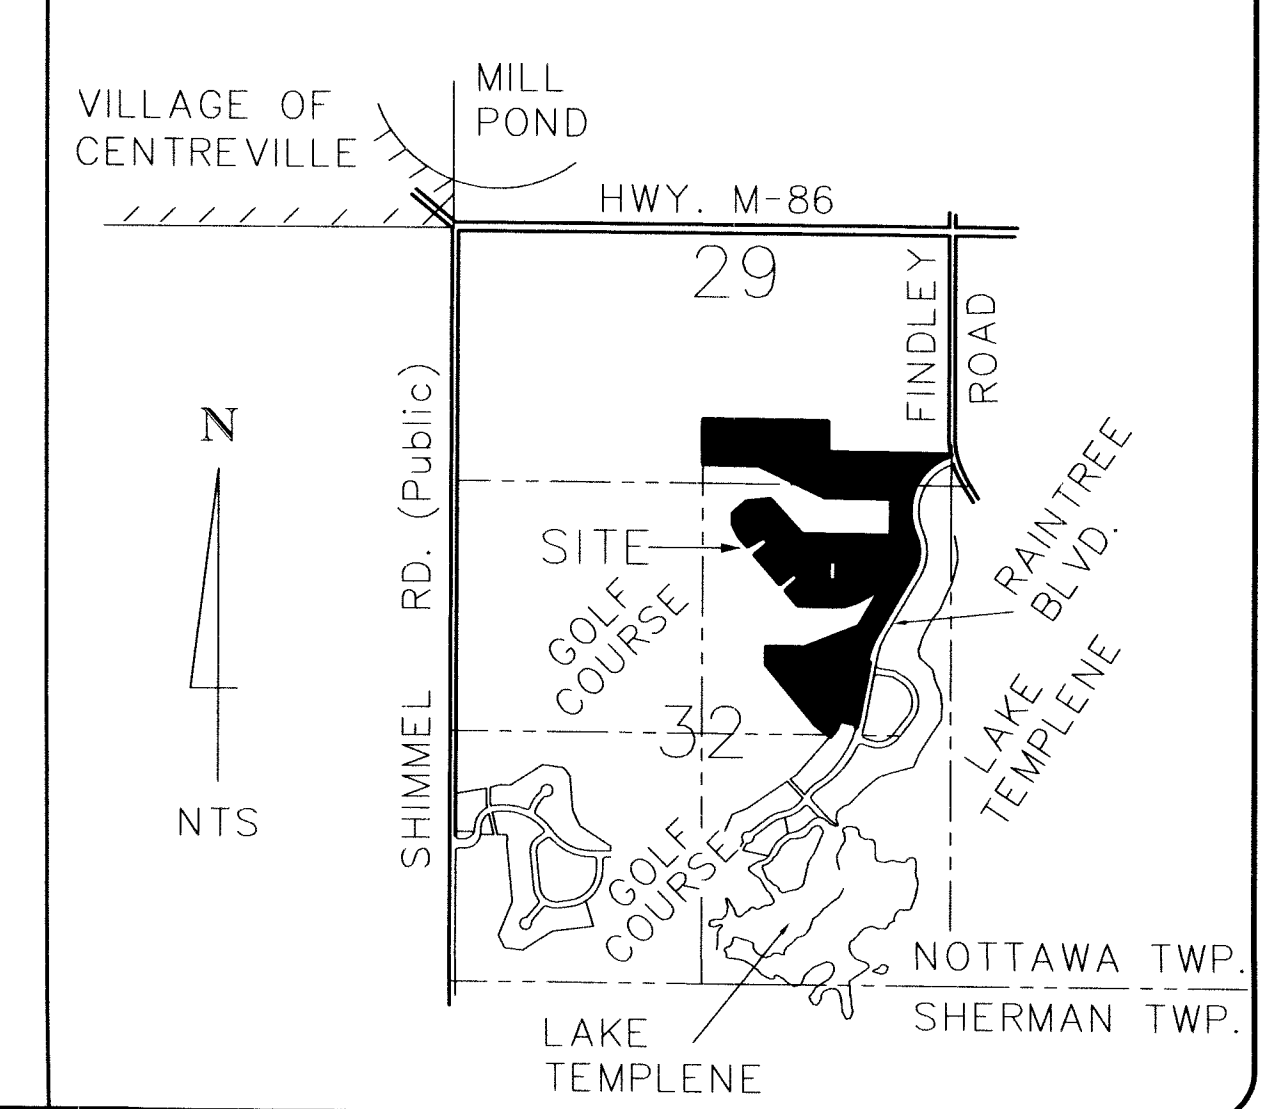 VILLAGE OF
CENTREVILLE
MILL
POND
HWY. M-86
29
FINDLEY
ROAD
N
SHIMMEL RD. (Public)
SITE
GOLF
COURSE
RAINTREE
BLVD.
LAKE
TEMPLENE
32
NTS
GOLF
COURSE
NOTTAWA TWP.
SHERMAN TWP.
LAKE
TEMPLENE